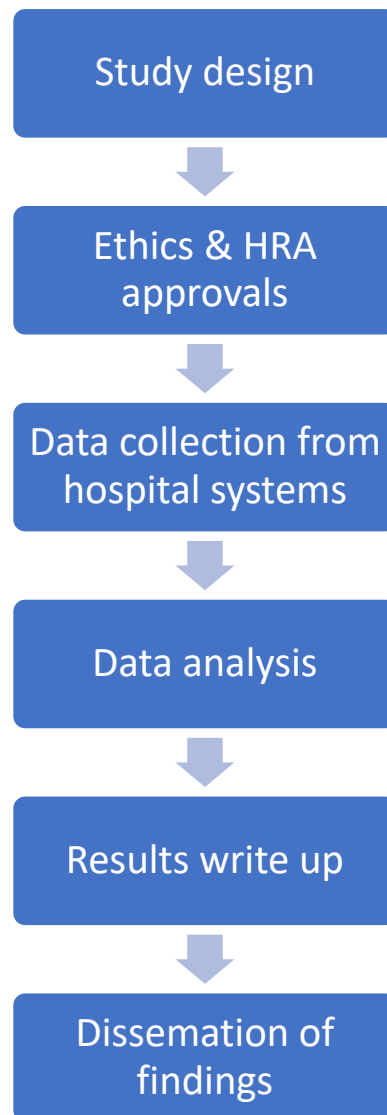 Study design
Ethics & HRA
approvals
Data collection from
hospital systems
Data analysis
Results write up
Dissemation of
findings